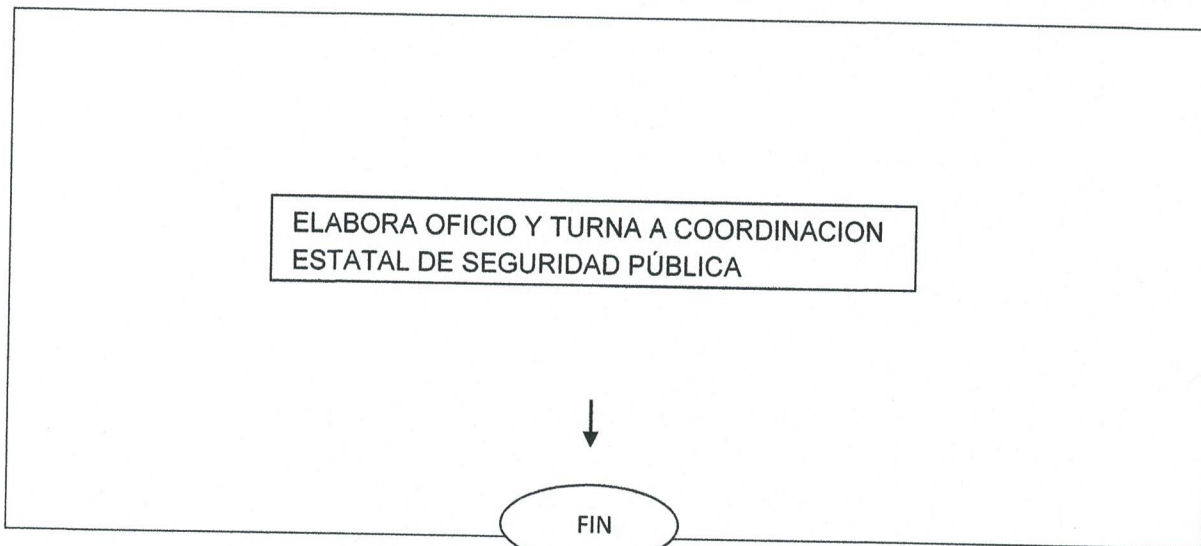 ELABORA OFICIO Y TURNA A COORDINACION
ESTATAL DE SEGURIDAD PÚBLICA
FIN